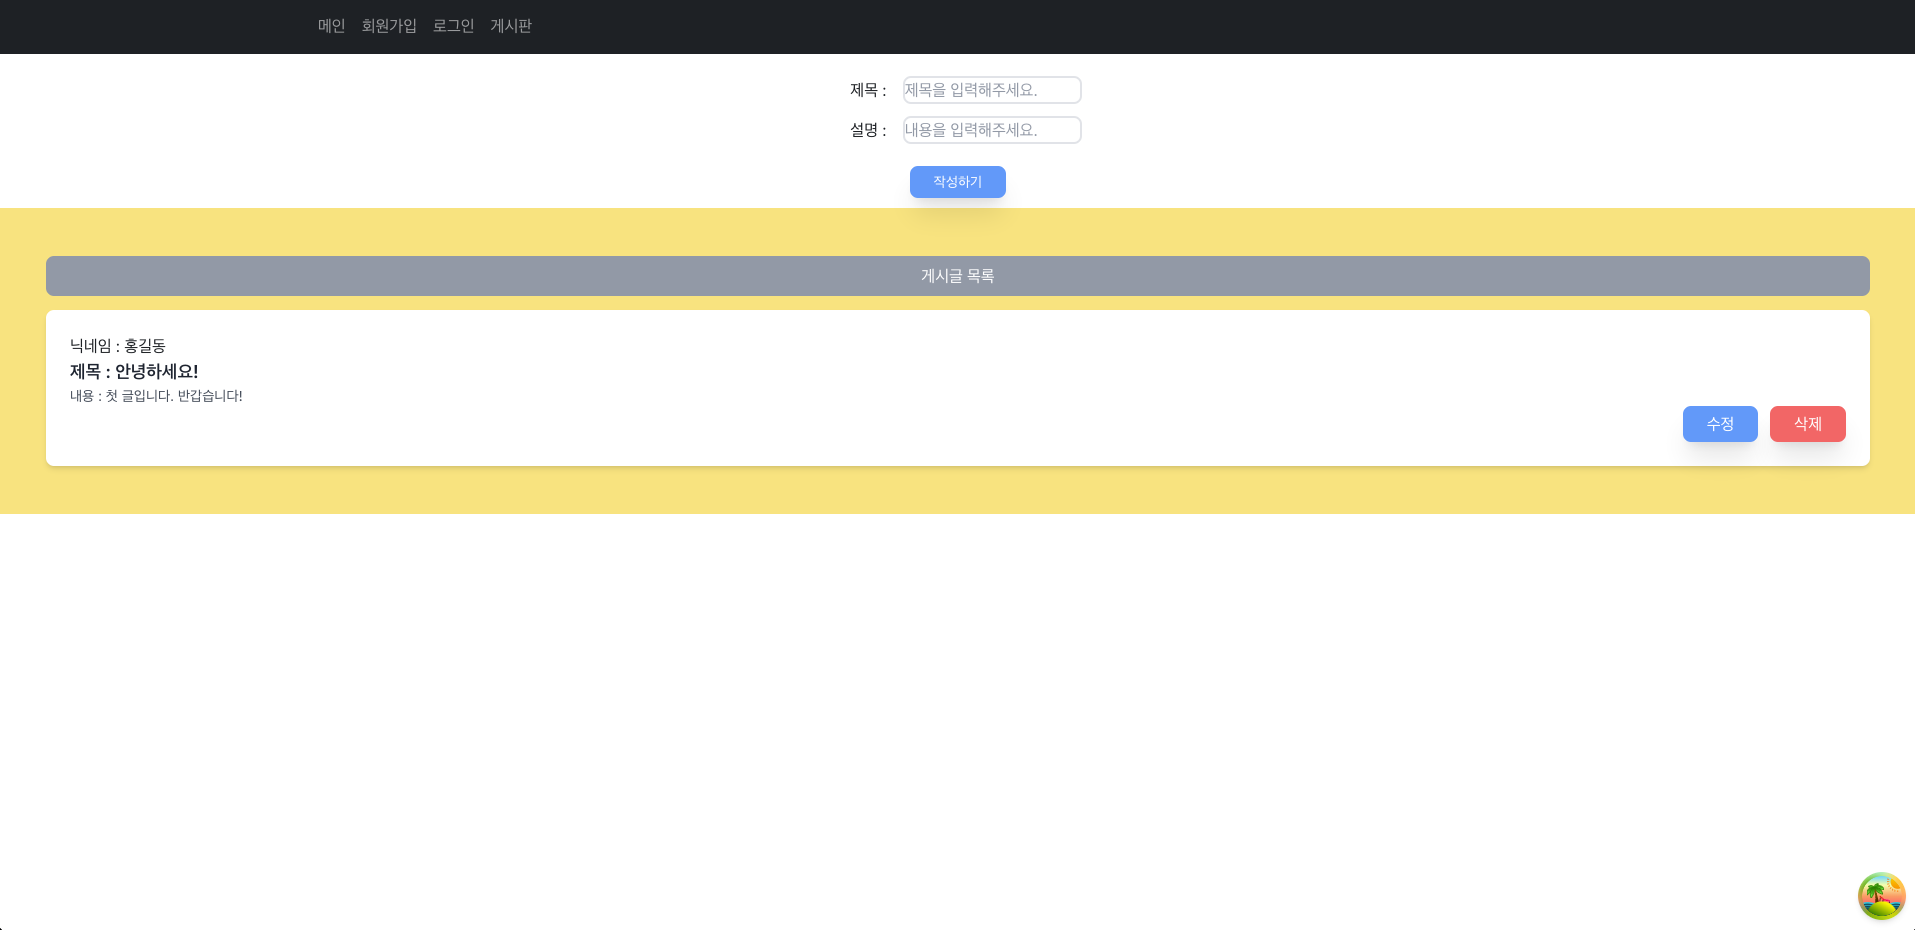 메인 회원가입 로그인 게시판
제목 : 제목을 입력해주세요.
설명 : 내용을 입력해주세요.
작성하기
게시글 목록
닉네임 : 홍길동
제목 : 안녕하세요!
내용 : 첫 글입니다. 반갑습니다!
수정 삭제